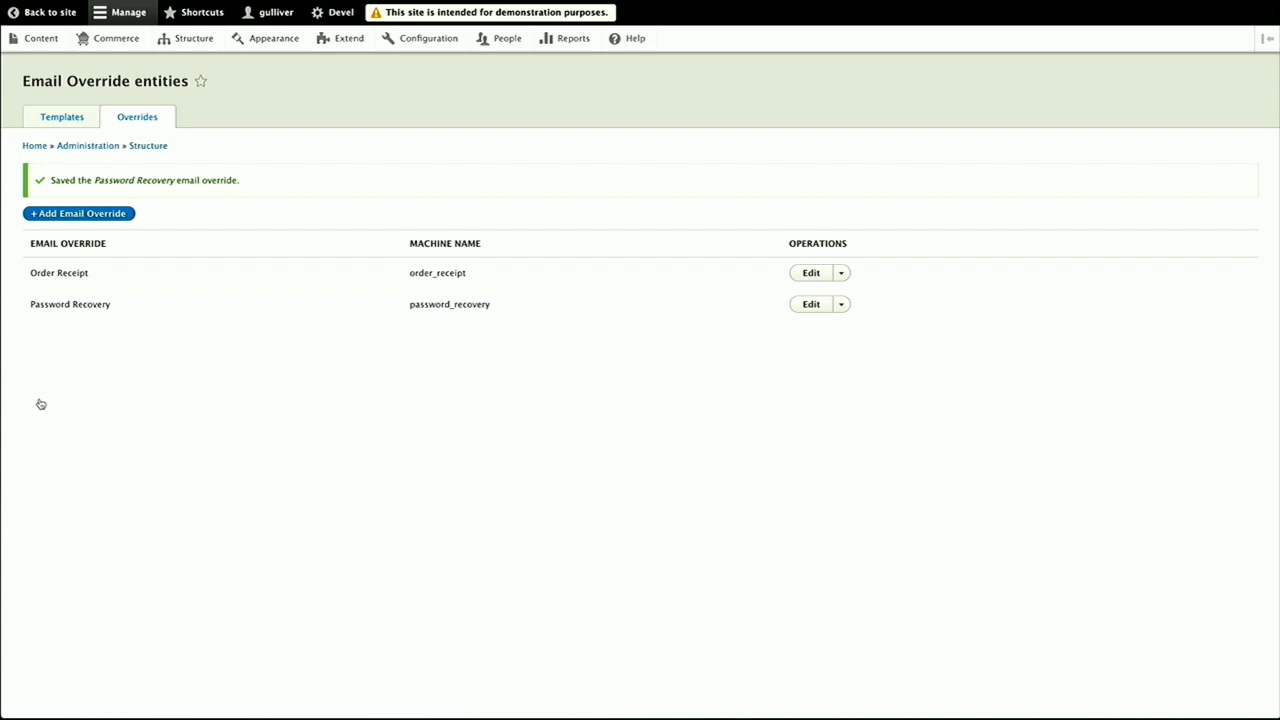 Back to site Manage Shortcuts gulliver Devel This site is intended for demonstration purposes.
Content Commerce Structure Appearance Extend Configuration People Reports Help
Email Override entities
Templates Overrides
Home » Administration » Structure
Saved the Password Recovery email override.
+ Add Email Override
EMAIL OVERRIDE MACHINE NAME OPERATIONS
Order Receipt order_receipt Edit
Password Recovery password_recovery Edit